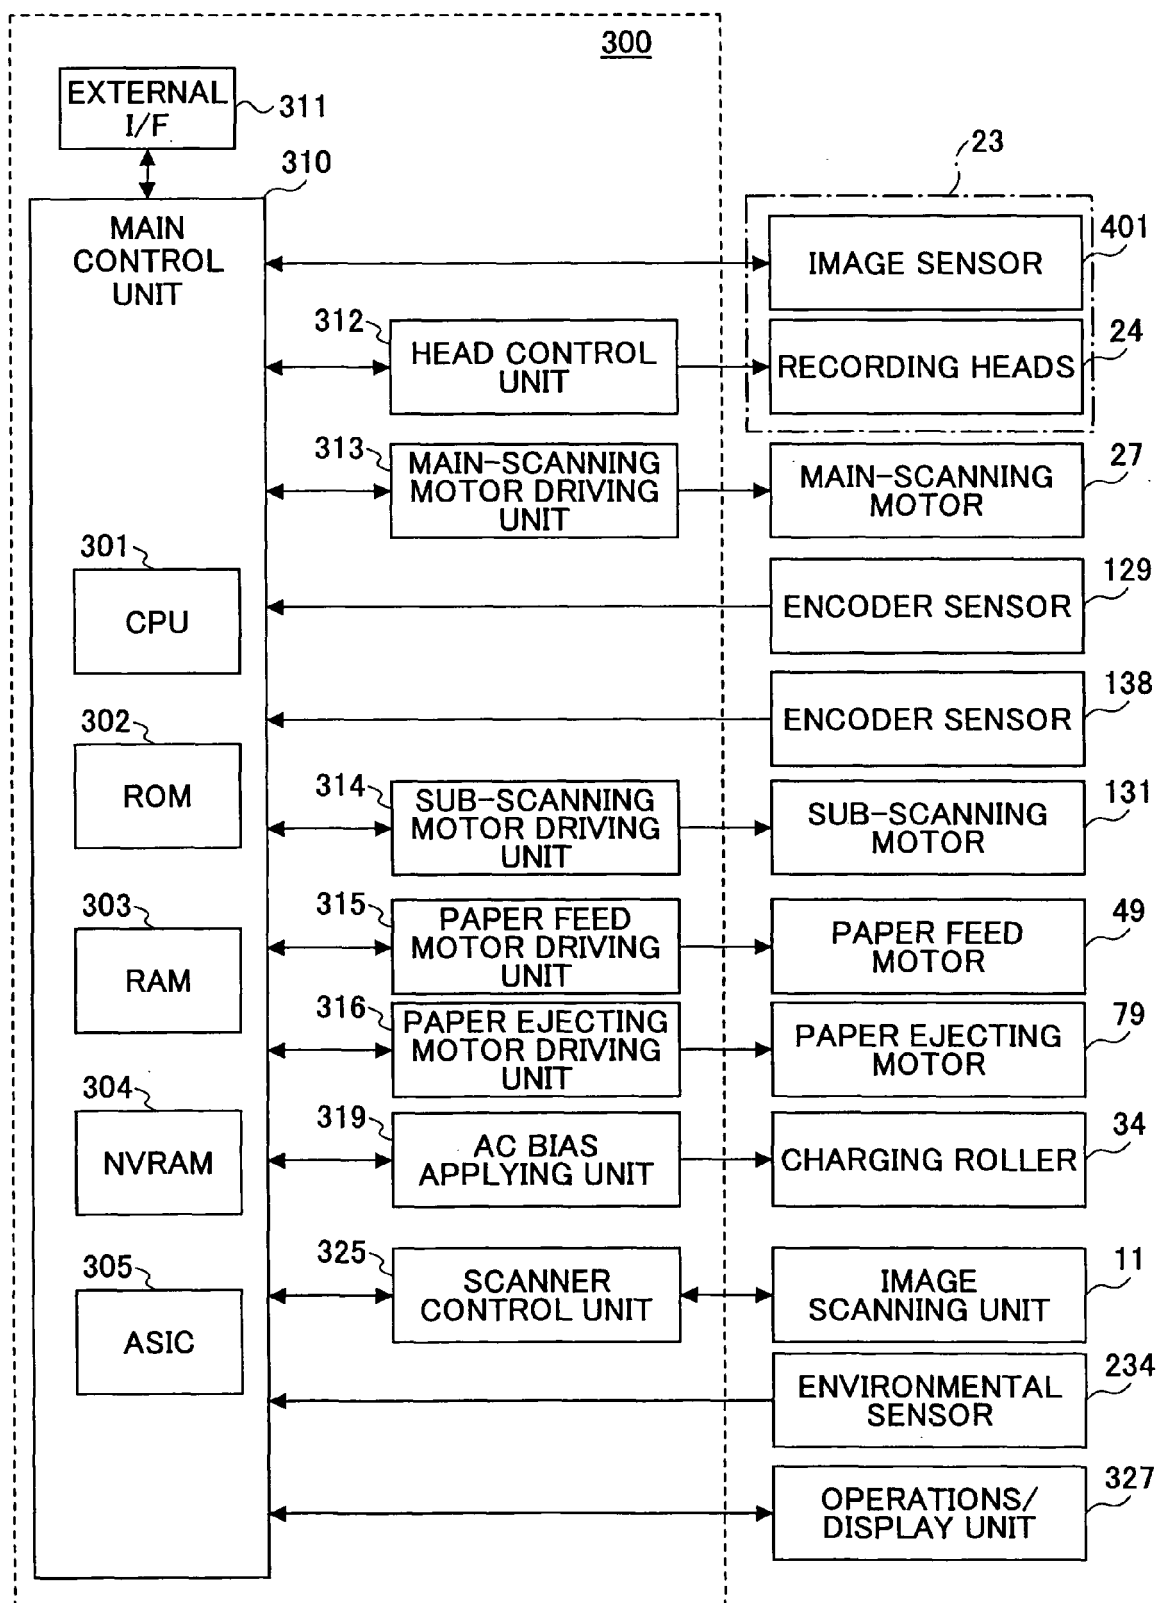 300
EXTERNAL
I/F
311
310
23
MAIN
CONTROL
UNIT
IMAGE SENSOR
401
312
HEAD CONTROL
UNIT
RECORDING HEADS
24
313
MAIN-SCANNING
MOTOR DRIVING
UNIT
MAIN-SCANNING
MOTOR
27
301
CPU
ENCODER SENSOR
129
ENCODER SENSOR
138
302
ROM
314
SUB-SCANNING
MOTOR DRIVING
UNIT
SUB-SCANNING
MOTOR
131
303
RAM
315
PAPER FEED
MOTOR DRIVING
UNIT
PAPER FEED
MOTOR
49
316
PAPER EJECTING
MOTOR DRIVING
UNIT
PAPER EJECTING
MOTOR
79
304
NVRAM
319
AC BIAS
APPLYING UNIT
CHARGING ROLLER
34
305
ASIC
325
SCANNER
CONTROL UNIT
IMAGE
SCANNING UNIT
11
ENVIRONMENTAL
SENSOR
234
OPERATIONS/
DISPLAY UNIT
327